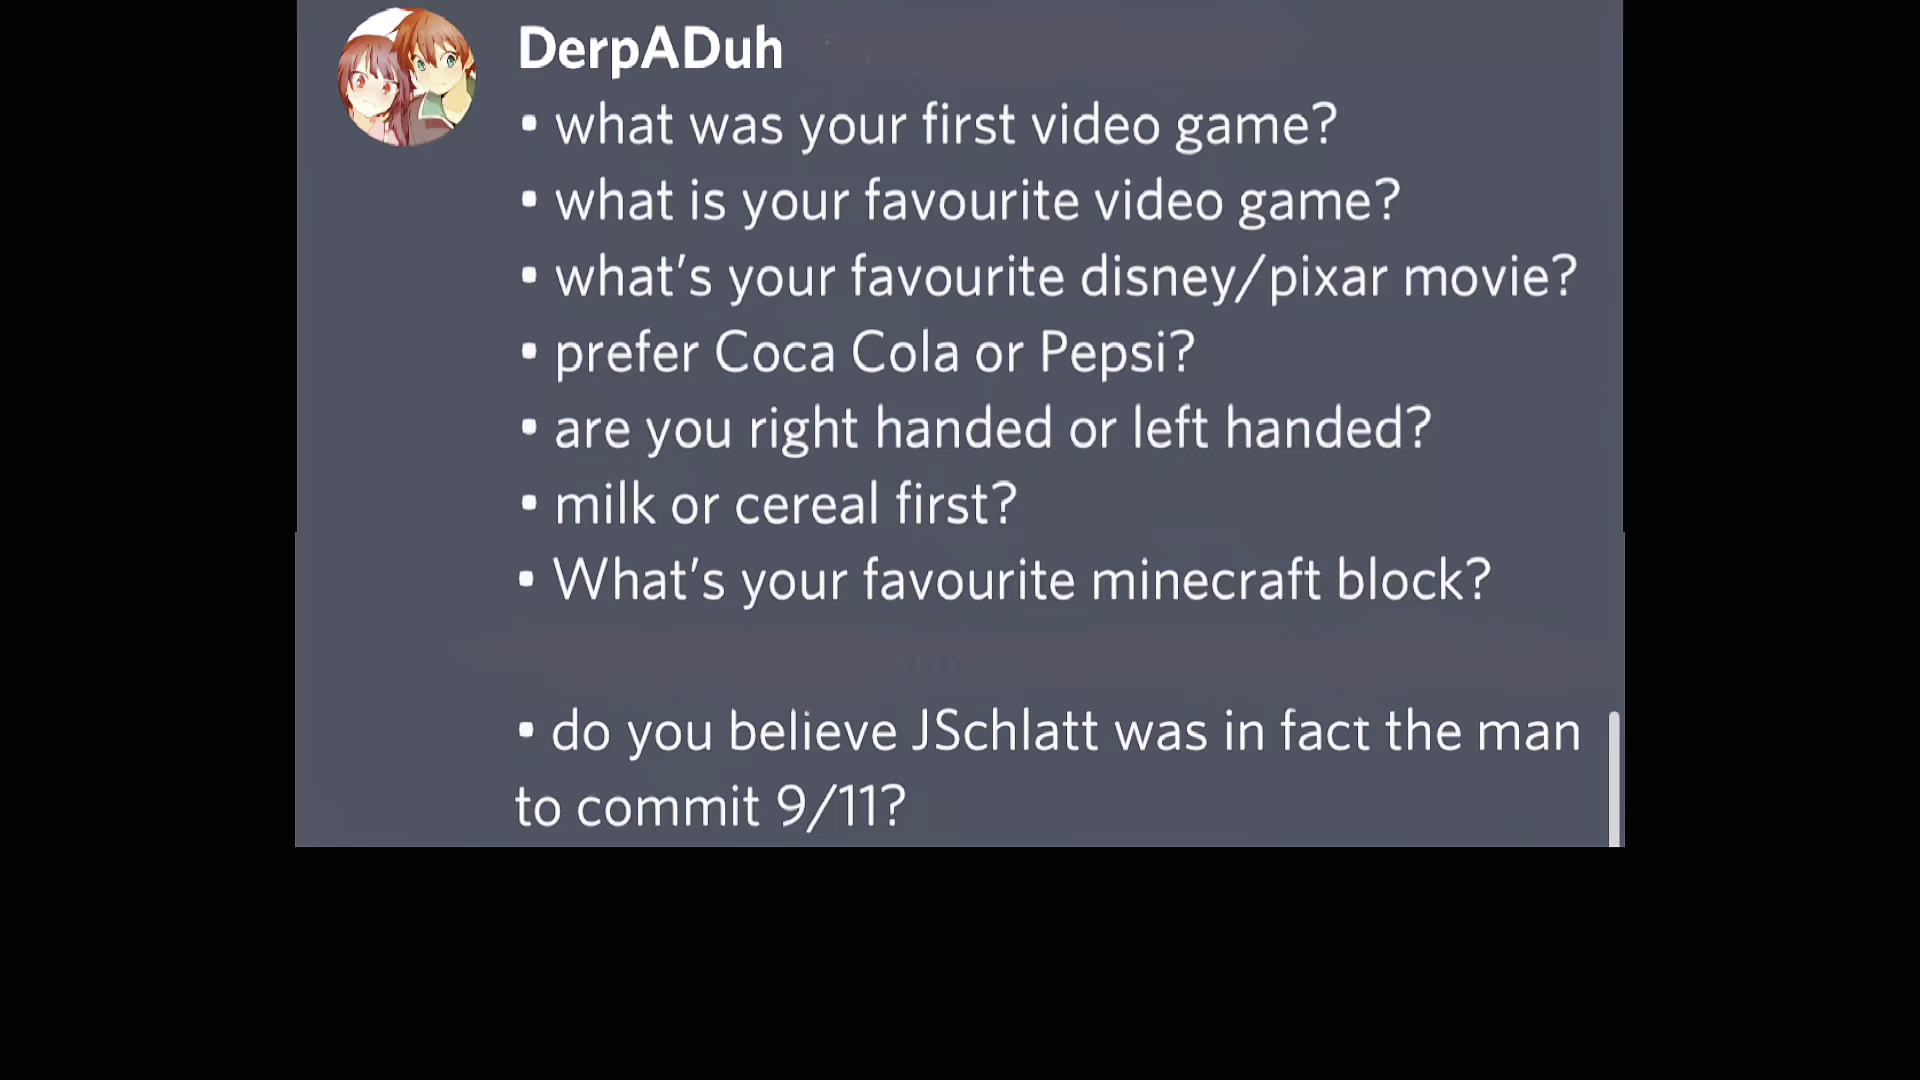 DerpADuh
• what was your first video game?
• what is your favourite video game?
• what's your favourite disney/pixar movie?
• prefer Coca Cola or Pepsi?
• are you right handed or left handed?
• milk or cereal first?
• What's your favourite minecraft block?
• do you believe JSchlatt was in fact the man
to commit 9/11?